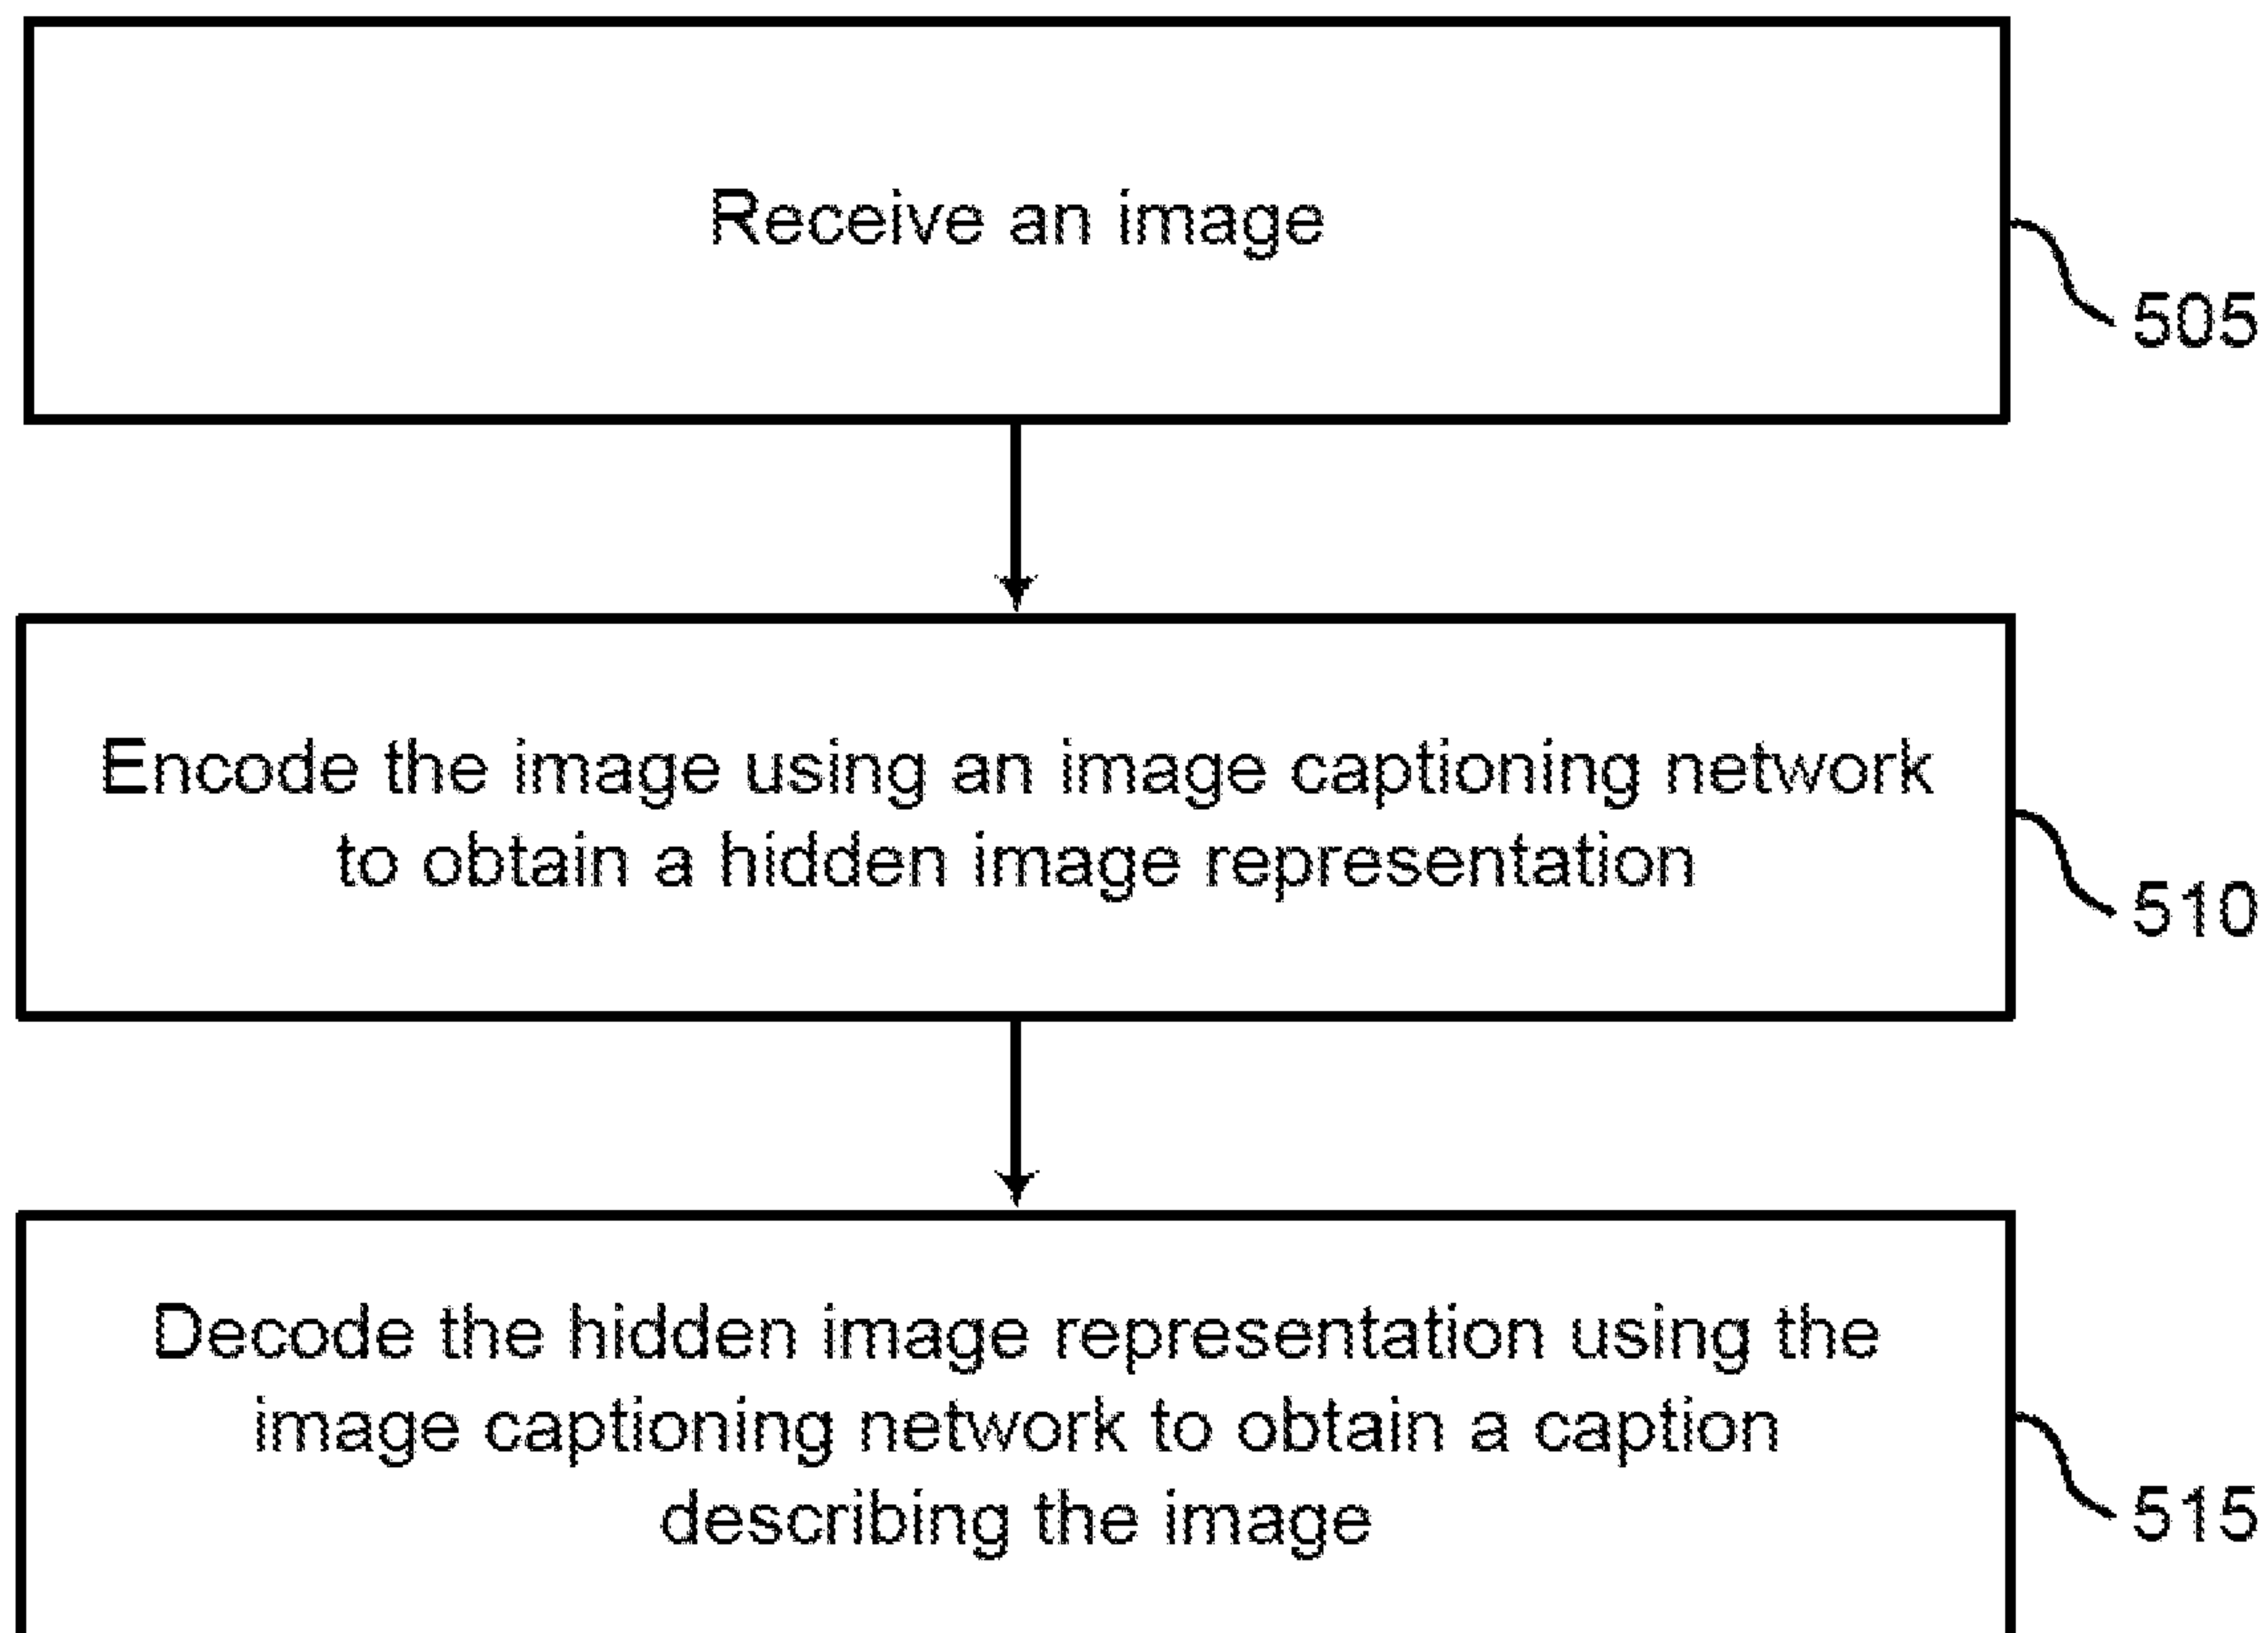 Receive an image
505
Encode the image using an image captioning network
to obtain a hidden image representation
510
Decode the hidden image representation using the
image captioning network to obtain a caption
describing the image
515